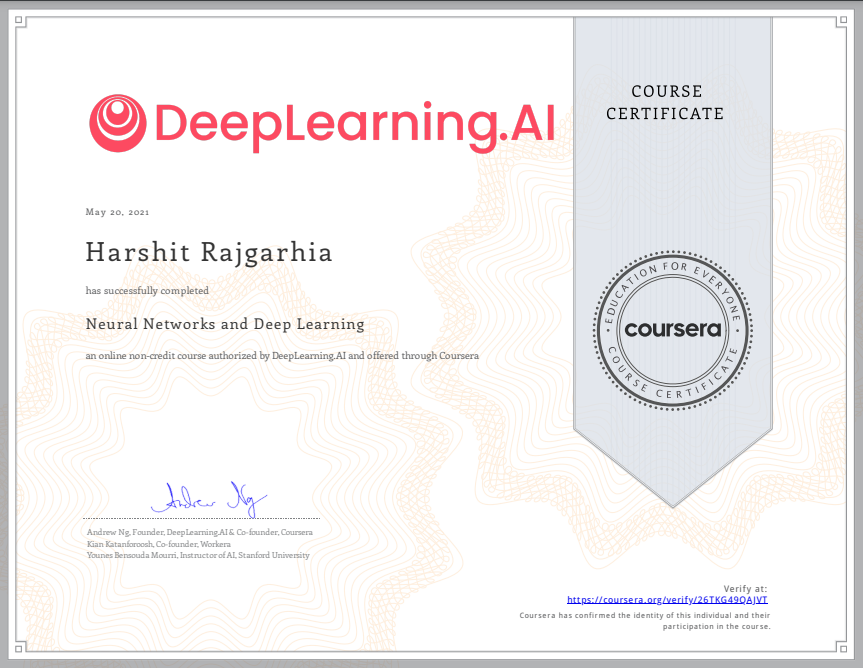 DeepLearning.AI
COURSE
CERTIFICATE
May 20, 2021
Harshit Rajgarhia
has successfully completed
Neural Networks and Deep Learning
an online non-credit course authorized by DeepLearning.AI and offered through Coursera
EDUCATION FOR EVERYONE
coursera
COURSE CERTIFICATE
Andrew Ng
Andrew Ng, Founder, DeepLearning.AI & Co-founder, Coursera
Kian Katanforoosh, Co-founder, Workera
Younes Bensouda Mourri, Instructor of AI, Stanford University
Verify at:
https://coursera.org/verify/26TKG49QAJVT
Coursera has confirmed the identity of this individual and their
participation in the course.